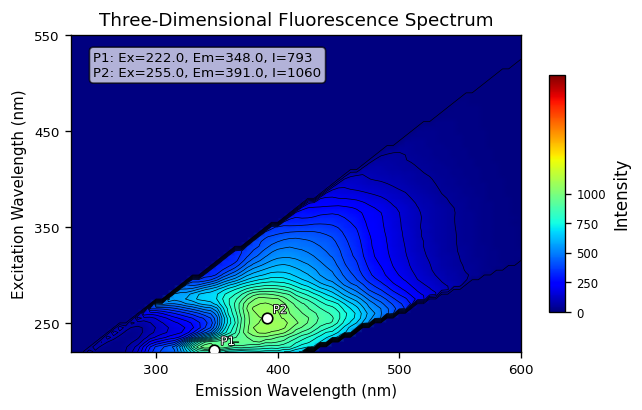 Three-Dimensional Fluorescence Spectrum
P1: Ex=222.0, Em=348.0, I=793
P2: Ex=255.0, Em=391.0, I=1060
Excitation Wavelength (nm)
550
450
350
250
P2
P1
300
400
500
600
Emission Wavelength (nm)
1000
750
500
250
0
Intensity